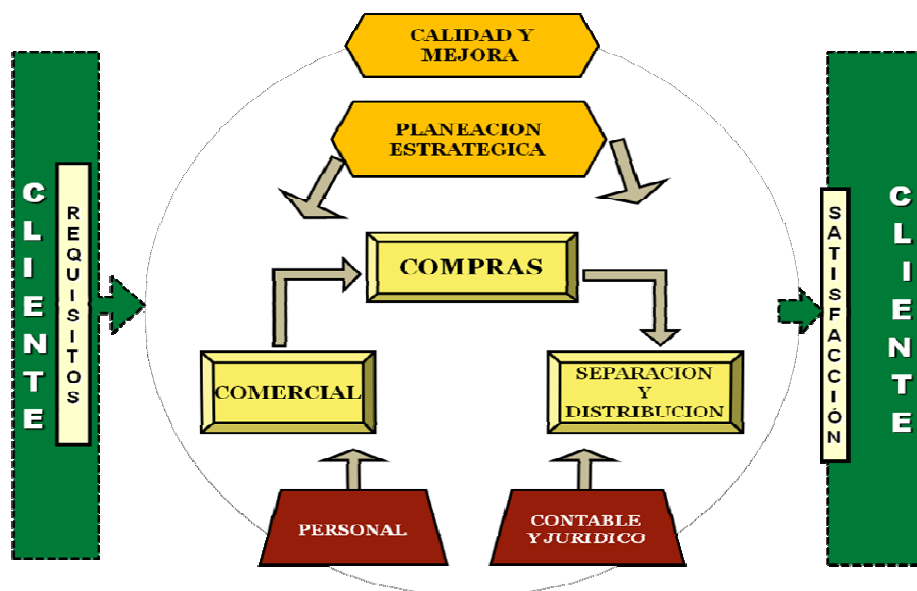 CALIDAD Y
MEJORA
PLANEACION
ESTRATEGICA
CLIENTE
REQUISITOS
COMPRAS
COMERCIAL
SEPARACION
Y
DISTRIBUCION
SATISFACCIÓN
CLIENTE
PERSONAL
CONTABLE
Y JURIDICO